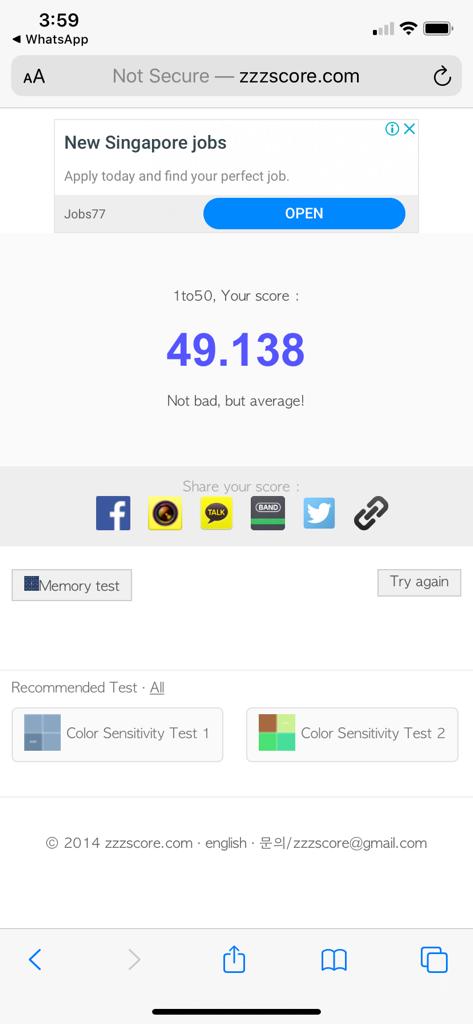 3:59
◀ WhatsApp
AA Not Secure — zzzscore.com
New Singapore jobs
Apply today and find your perfect job.
Jobs77 OPEN
1to50, Your score :
49.138
Not bad, but average!
Share your score :
TALK BAND
Memory test Try again
Recommended Test · All
Color Sensitivity Test 1 Color Sensitivity Test 2
© 2014 zzzscore.com · english · 문의/zzzscore@gmail.com